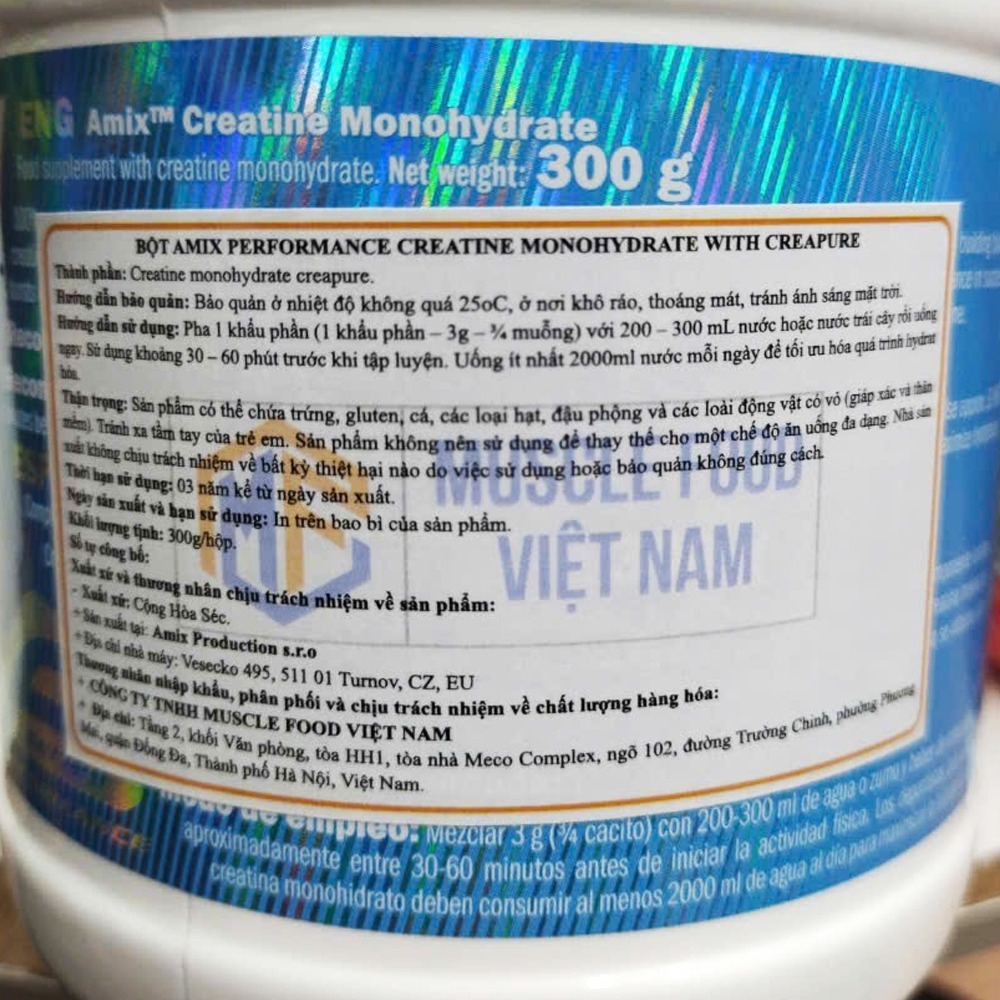 ENG Amix™ Creatine Monohydrate
Food supplement with creatine monohydrate. Net weight: 300 g
BỘT AMIX PERFORMANCE CREATINE MONOHYDRATE WITH CREAPURE
Thành phần: Creatine monohydrate creapure.
Hướng dẫn bảo quản: Bảo quản ở nhiệt độ không quá 25oC, ở nơi khô ráo, thoáng mát, tránh ánh sáng mặt trời.
Hướng dẫn sử dụng: Pha 1 khẩu phần (1 khẩu phần – 3g – ¾ muỗng) với 200 – 300 mL nước hoặc nước trái cây rồi uống
ngay. Sử dụng khoảng 30 – 60 phút trước khi tập luyện. Uống ít nhất 2000ml nước mỗi ngày để tối ưu hóa quá trình hydrat
hóa.
Thận trọng: Sản phẩm có thể chứa trứng, gluten, cá, các loại hạt, đậu phộng và các loài động vật có vỏ (giáp xác và thân
mềm). Tránh xa tầm tay của trẻ em. Sản phẩm không nên sử dụng để thay thế cho một chế độ ăn uống đa dạng. Nhà sản
xuất không chịu trách nhiệm về bất kỳ thiệt hại nào do việc sử dụng hoặc bảo quản không đúng cách.
Thời hạn sử dụng: 03 năm kể từ ngày sản xuất.
Ngày sản xuất và hạn sử dụng: In trên bao bì của sản phẩm.
Khối lượng tịnh: 300g/hộp.
Số tự công bố:
Xuất xứ và thương nhân chịu trách nhiệm về sản phẩm:
- Xuất xứ: Cộng Hòa Séc.
+ Sản xuất tại: Amix Production s.r.o
+ Địa chỉ nhà máy: Vesecko 495, 511 01 Turnov, CZ, EU
Thương nhân nhập khẩu, phân phối và chịu trách nhiệm về chất lượng hàng hóa:
+ CÔNG TY TNHH MUSCLE FOOD VIỆT NAM
+ Địa chỉ: Tầng 2, khối Văn phòng, tòa HH1, tòa nhà Meco Complex, ngõ 102, đường Trường Chinh, phường Phương
Mai, quận Đống Đa, Thành phố Hà Nội, Việt Nam.
MUSCLE FOOD
VIỆT NAM
Modo de empleo: Mezclar 3 g (¾ cacito) con 200-300 ml de agua o zumo y beber
aproximadamente entre 30-60 minutos antes de iniciar la actividad física. Los
creatina monohidrato deben consumir al menos 2000 ml de agua al día para